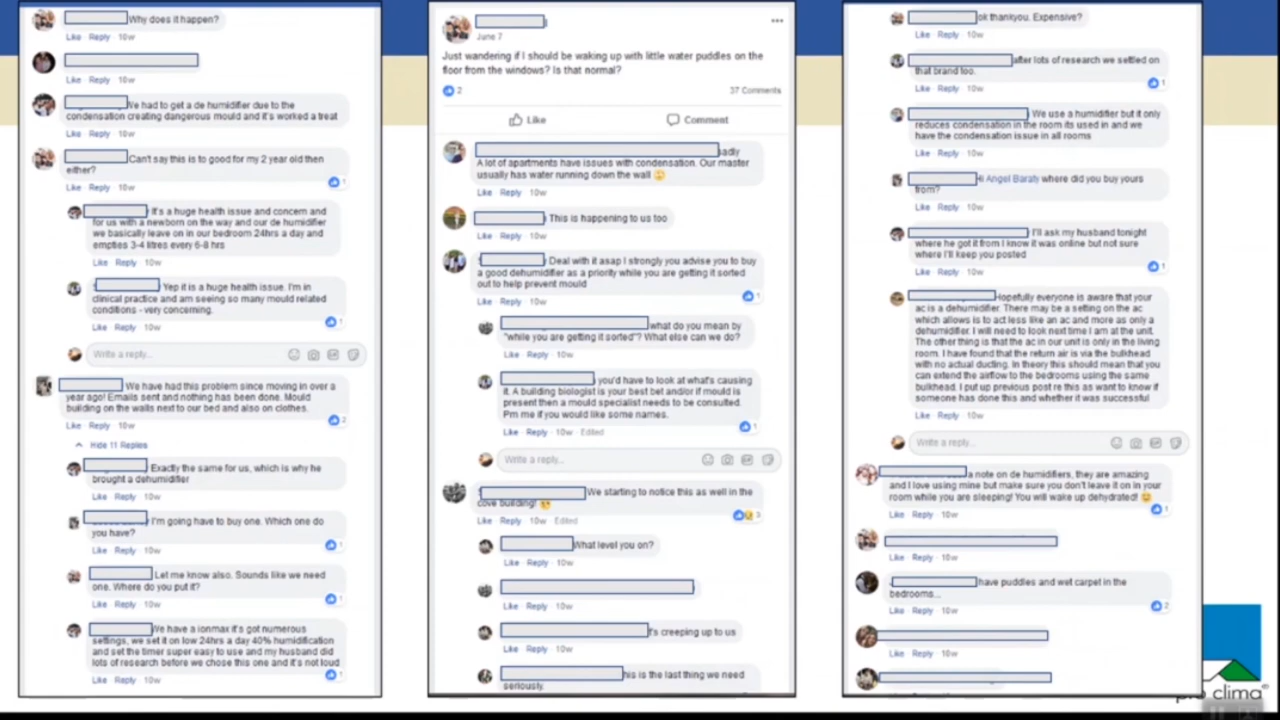 Why does it happen?
Like Reply 10w
Like Reply 10w
We had to get a de humidifier due to the
condensation creating dangerous mould and it's worked a treat
Like Reply 10w
Can't say this is to good for my 2 year old then
either?
1
Like Reply 10w
it's a huge health issue and concern and
for us with a newborn on the way and our de humidifier
we basically leave on in our bedroom 24hrs a day and
empties 3-4 litres every 6-8 hrs
Like Reply 10w
Yep it is a huge health issue. I'm in
clinical practice and am seeing so many mould related
conditions - very concerning.
1
Like Reply 10w
Write a reply...
We have had this problem since moving in over a
year ago! Emails sent and nothing has been done. Mould
building on the walls next to our bed and also on clothes.
2
Like Reply 10w
Hide 11 Replies
Exactly the same for us, which is why he
brought a dehumidifier
Like Reply 10w
I'm going have to buy one. Which one do
you have?
1
Like Reply 10w
Let me know also. Sounds like we need
one. Where do you put it?
1
Like Reply 10w
We have a ionmax it's got numerous
settings, we set it on low 24hrs a day 40% humidification
and set the timer super easy to use and my husband did
lots of research before we chose this one and it's not loud
1
Like Reply 10w
June 7
Just wandering if I should be waking up with little water puddles on the
floor from the windows? Is that normal?
2
37 Comments
Like
Comment
sadly
A lot of apartments have issues with condensation. Our master
usually has water running down the wall
Like Reply 10w
This is happening to us too
Like Reply 10w
Deal with it asap I strongly you advise you to buy
a good dehumidifier as a priority while you are getting it sorted
out to help prevent mould
1
Like Reply 10w
what do you mean by
"while you are getting it sorted"? What else can we do?
Like Reply 10w
you'd have to look at what's causing
it. A building biologist is your best bet and/or if mould is
present then a mould specialist needs to be consulted.
Pm me if you would like some names.
1
Like Reply 10w Edited
Write a reply...
We starting to notice this as well in the
cove building!
3
Like Reply 10w Edited
What level you on?
Like Reply 10w
Like Reply 10w
It's creeping up to us
Like Reply 10w
this is the last thing we need
seriously.
ok thankyou. Expensive?
Like Reply 10w
after lots of research we settled on
that brand too.
1
Like Reply 10w
We use a humidifier but it only
reduces condensation in the room its used in and we
have the condensation issue in all rooms
Like Reply 10w
Hi Angel Baraty where did you buy yours
from?
Like Reply 10w
I'll ask my husband tonight
where he got it from I know it was online but not sure
where I'll keep you posted
1
Like Reply 10w
Hopefully everyone is aware that your
ac is a dehumidifier. There may be a setting on the ac
which allows is to act less like an ac and more as only a
dehumidifier. I will need to look next time I am at the unit.
The other thing is that the ac in our unit is only in the living
room. I have found that the return air is via the bulkhead
with no actual ducting. In theory this should mean that you
can extend the airflow to the bedrooms using the same
bulkhead. I put up previous post re this as want to know if
someone has done this and whether it was successful
Like Reply 10w
Write a reply...
a note on de humidifiers, they are amazing
and I love using mine but make sure you don't leave it on in your
room while you are sleeping! You will wake up dehydrated!
1
Like Reply 10w
Like Reply 10w
have puddles and wet carpet in the
bedrooms...
2
Like Reply 10w
Like Reply 10w
pro clima